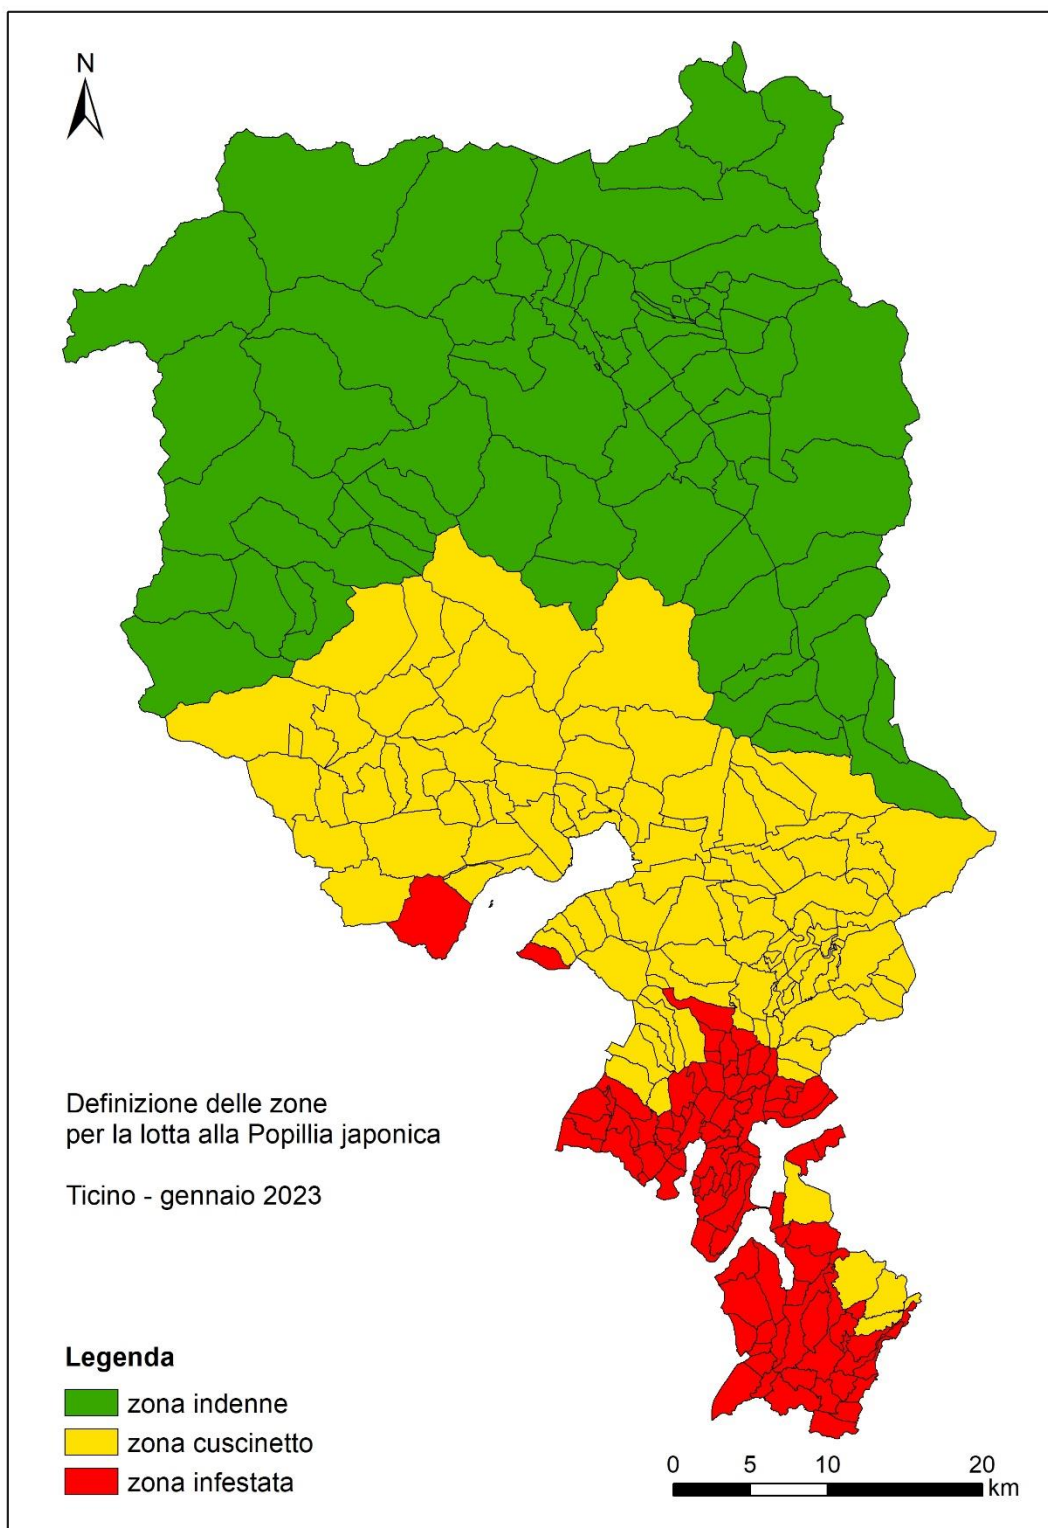 N
Definizione delle zone
per la lotta alla Popillia japonica
Ticino - gennaio 2023
Legenda
zona indenne
zona cuscinetto
zona infestata
0 5 10 20
km